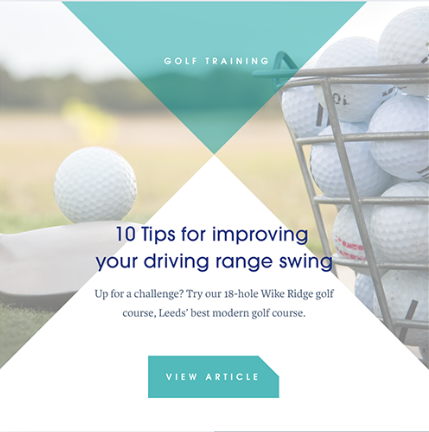 GOLF TRAINING
10 Tips for improving
your driving range swing
Up for a challenge? Try our 18-hole Wike Ridge golf
course, Leeds' best modern golf course.
VIEW ARTICLE